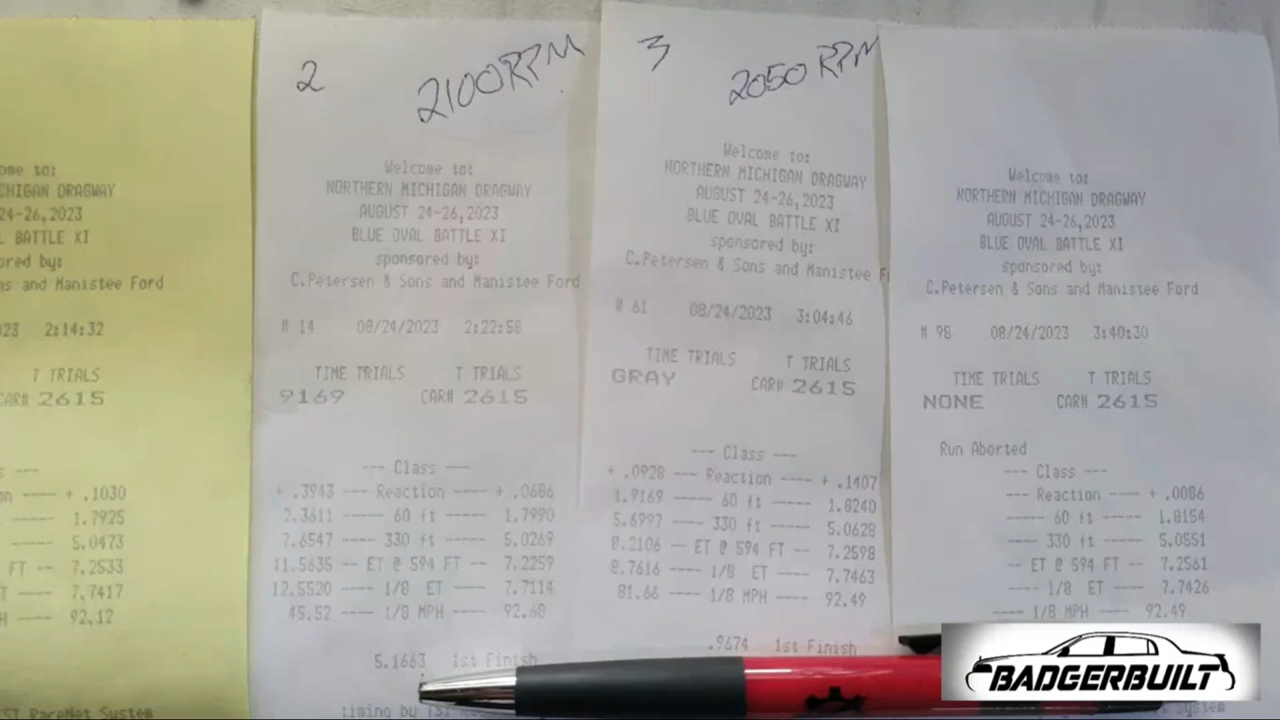 ome to:
CHIGAN DRAGWAY
24-26,2023
L BATTLE XI
ored by:
ns and Manistee Ford
023 2:14:32
T TRIALS
CAR# 2615
s ---
on ---- + .1030
---- 1.7925
---- 5.0473
FT -- 7.2533
T ---- 7.7417
H ---- 92.12
2 2100RPM
Welcome to:
NORTHERN MICHIGAN DRAGWAY
AUGUST 24-26,2023
BLUE OVAL BATTLE XI
sponsored by:
C.Petersen & Sons and Manistee Ford
# 14 08/24/2023 2:22:58
TIME TRIALS T TRIALS
9169 CAR# 2615
--- Class ---
+ .3943 --- Reaction ---- + .0686
2.3611 ----- 60 ft ---- 1.7990
7.6547 ---- 330 ft ---- 5.0269
11.5635 -- ET @ 594 FT -- 7.2259
12.5520 ---- 1/8 ET ---- 7.7114
45.52 --- 1/8 MPH ---- 92.60
5.1663 1st Finish
timing by TST
3 2050 RPM
Welcome to:
NORTHERN MICHIGAN DRAGWAY
AUGUST 24-26,2023
BLUE OVAL BATTLE XI
sponsored by:
C.Petersen & Sons and Manistee F
# 61 08/24/2023 3:04:46
TIME TRIALS T TRIALS
GRAY CAR# 2615
--- Class ---
+ .0928 --- Reaction ---- + .1407
1.9169 ----- 60 ft ---- 1.8240
5.6997 ---- 330 ft ---- 5.0628
8.2106 -- ET @ 594 FT -- 7.2598
8.7616 ---- 1/8 ET ---- 7.7463
81.66 --- 1/8 MPH ---- 92.49
.9674 1st Finish
Welcome to:
NORTHERN MICHIGAN DRAGWAY
AUGUST 24-26,2023
BLUE OVAL BATTLE XI
sponsored by:
C.Petersen & Sons and Manistee Ford
# 98 08/24/2023 3:40:30
TIME TRIALS T TRIALS
NONE CAR# 2615
Run Aborted
--- Class ---
--- Reaction ---- + .0086
----- 60 ft ---- 1.8154
---- 330 ft ---- 5.0551
-- ET @ 594 FT -- 7.2561
---- 1/8 ET ---- 7.7426
---- 1/8 MPH ---- 92.49
BADGERBUILT
TST RaceNet System
System